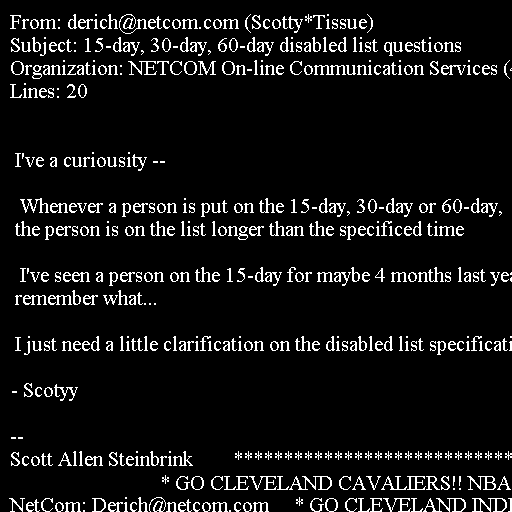 From: derich@netcom.com (Scotty*Tissue)
Subject: 15-day, 30-day, 60-day disabled list questions
Organization: NETCOM On-line Communication Services (
Lines: 20
I've a curiousity --
Whenever a person is put on the 15-day, 30-day or 60-day,
the person is on the list longer than the specificed time
I've seen a person on the 15-day for maybe 4 months last
remember what...
I just need a little clarification on the disabled list
- Scotyy
--
Scott Allen Steinbrink ****************************
* GO CLEVELAND CAVALIERS!! NBA
NetCom: Derich@netcom.com * GO CLEVELAND